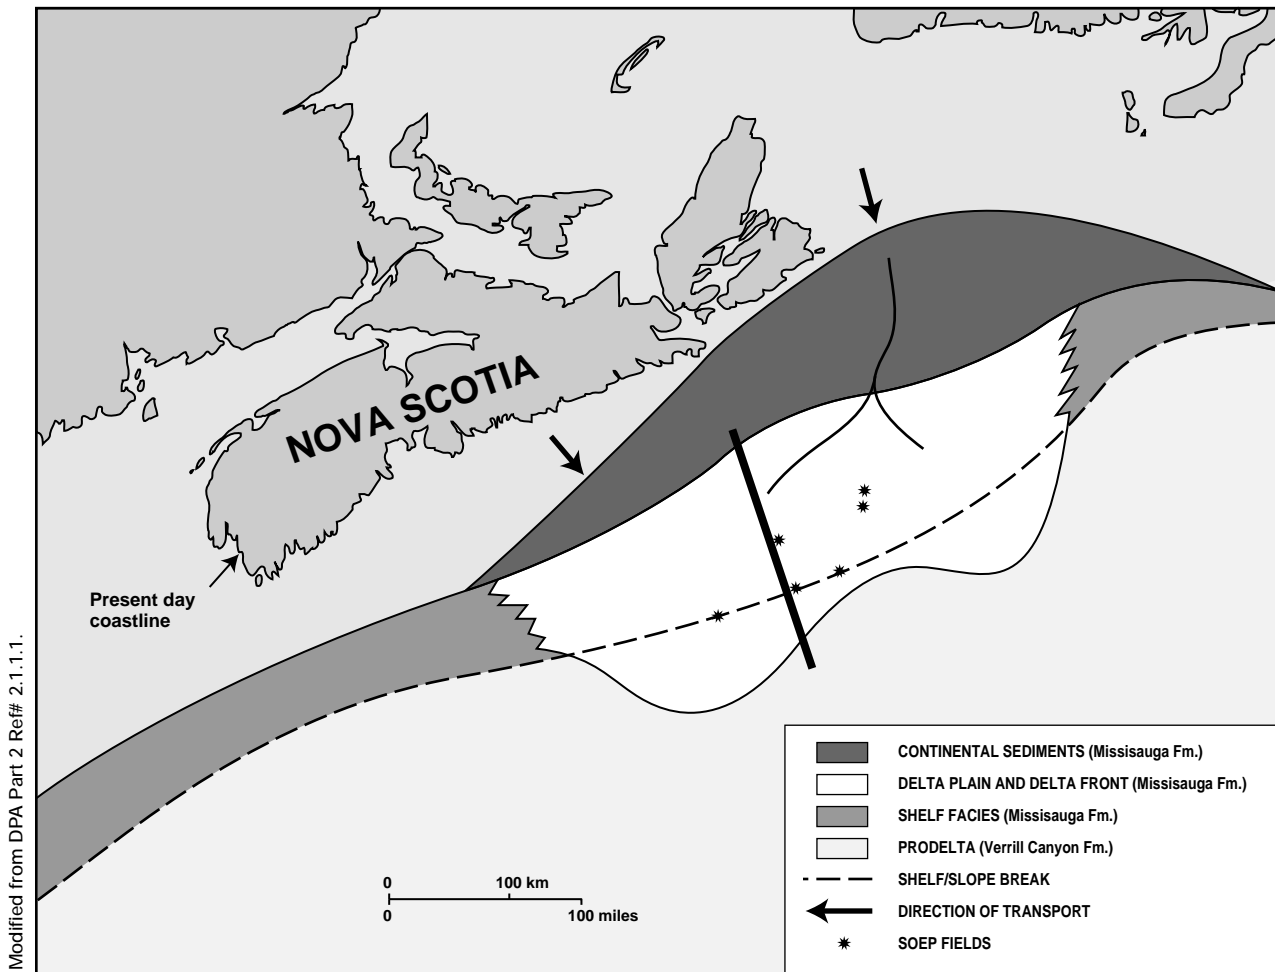 NOVA SCOTIA
Present day
coastline
Modified from DPA Part 2 Ref# 2.1.1.1.
0 100 km
0 100 miles
CONTINENTAL SEDIMENTS (Missisauga Fm.)
DELTA PLAIN AND DELTA FRONT (Missisauga Fm.)
SHELF FACIES (Missisauga Fm.)
PRODELTA (Verrill Canyon Fm.)
SHELF/SLOPE BREAK
DIRECTION OF TRANSPORT
SOEP FIELDS